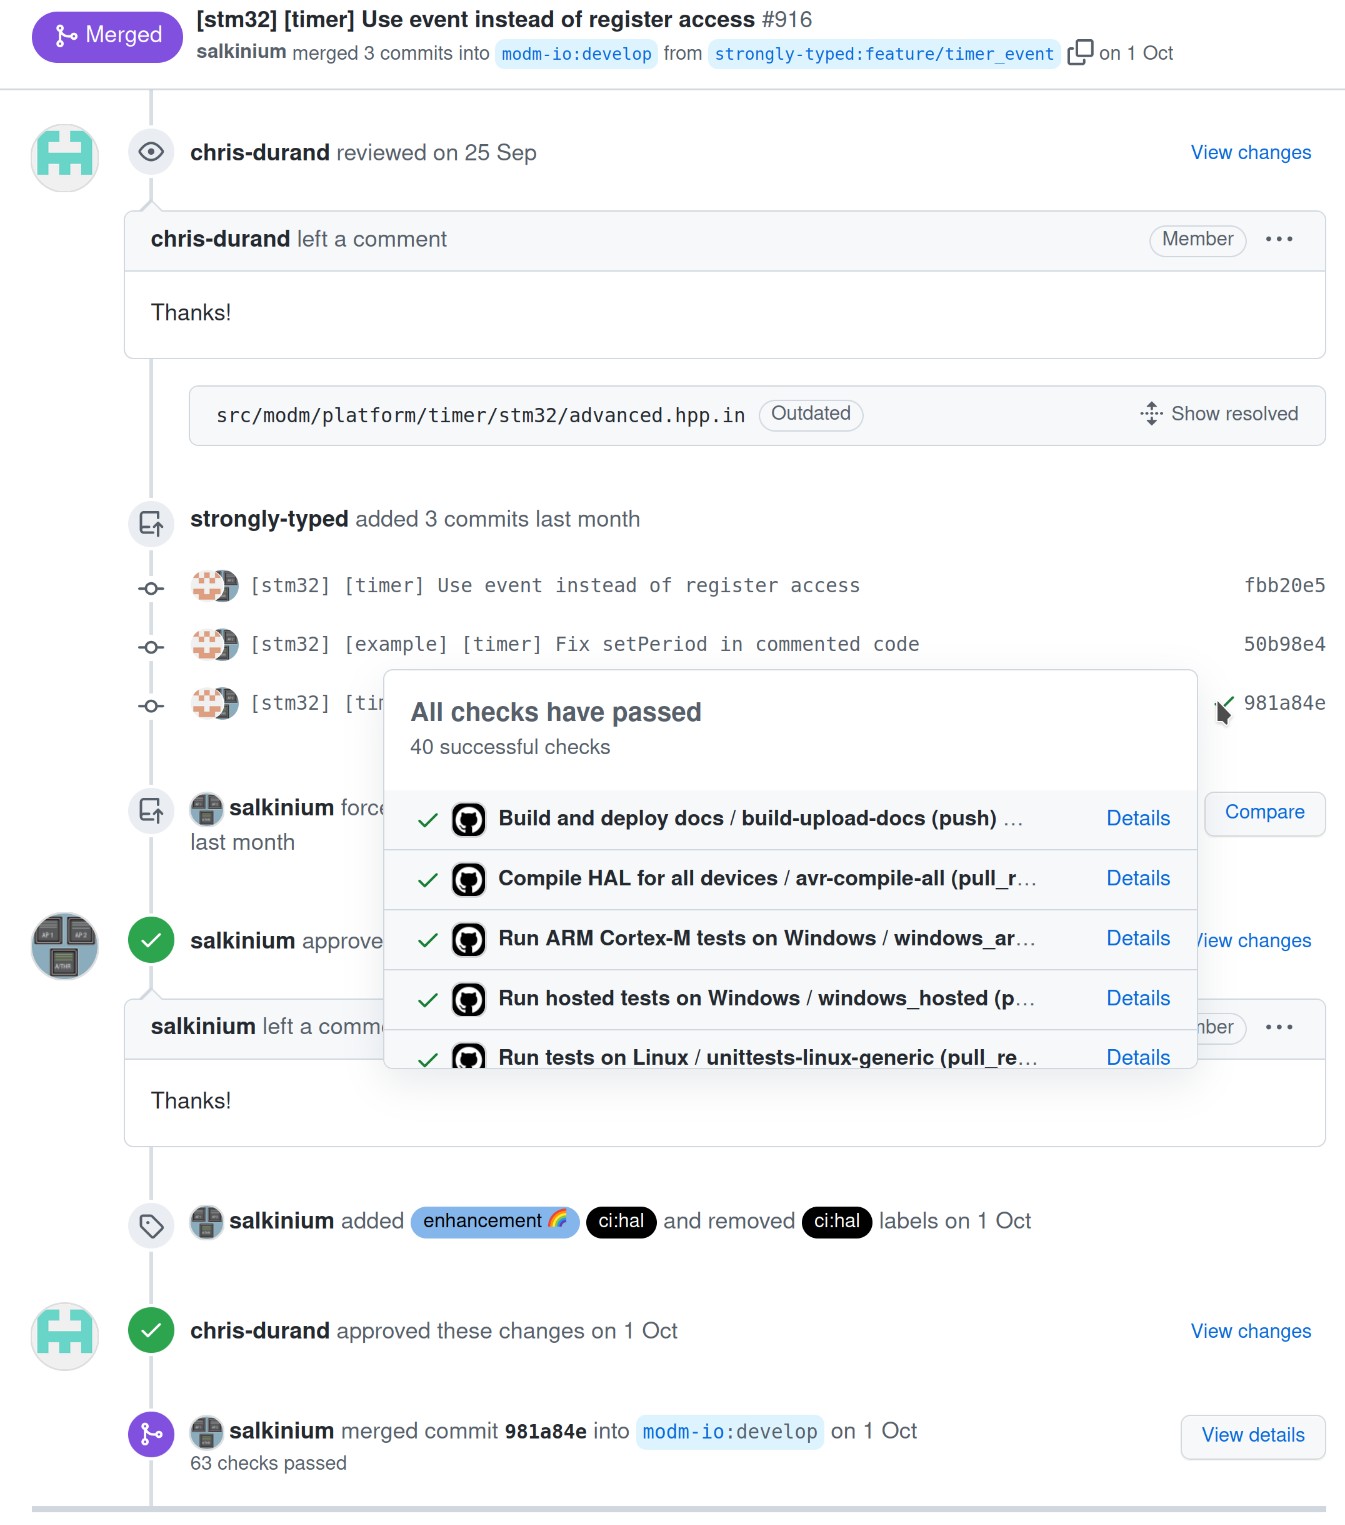 Merged
[stm32] [timer] Use event instead of register access #916
salkinium merged 3 commits into modm-io:develop from strongly-typed:feature/timer_event on 1 Oct
chris-durand reviewed on 25 Sep View changes
chris-durand left a comment Member
Thanks!
src/modm/platform/timer/stm32/advanced.hpp.in Outdated Show resolved
strongly-typed added 3 commits last month
[stm32] [timer] Use event instead of register access fbb20e5
[stm32] [example] [timer] Fix setPeriod in commented code 50b98e4
[stm32] 981a84e
All checks have passed
40 successful checks
Build and deploy docs / build-upload-docs (push) … Details
Compile HAL for all devices / avr-compile-all (pull_r… Details
Run ARM Cortex-M tests on Windows / windows_ar… Details
Run hosted tests on Windows / windows_hosted (p… Details
Run tests on Linux / unittests-linux-generic (pull_re… Details
salkinium force Compare
last month
salkinium approve View changes
salkinium left a
Thanks!
salkinium added enhancement🌈 ci:hal and removed ci:hal labels on 1 Oct
chris-durand approved these changes on 1 Oct View changes
salkinium merged commit 981a84e into modm-io:develop on 1 Oct View details
63 checks passed